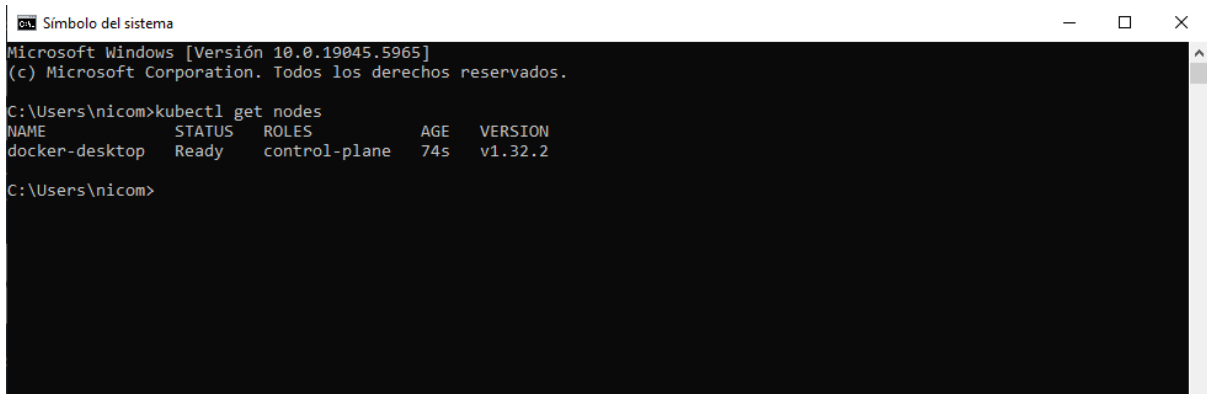 Símbolo del sistema
Microsoft Windows [Versión 10.0.19045.5965]
(c) Microsoft Corporation. Todos los derechos reservados.
C:\Users\nicom>kubectl get nodes
NAME STATUS ROLES AGE VERSION
docker-desktop Ready control-plane 74s v1.32.2
C:\Users\nicom>